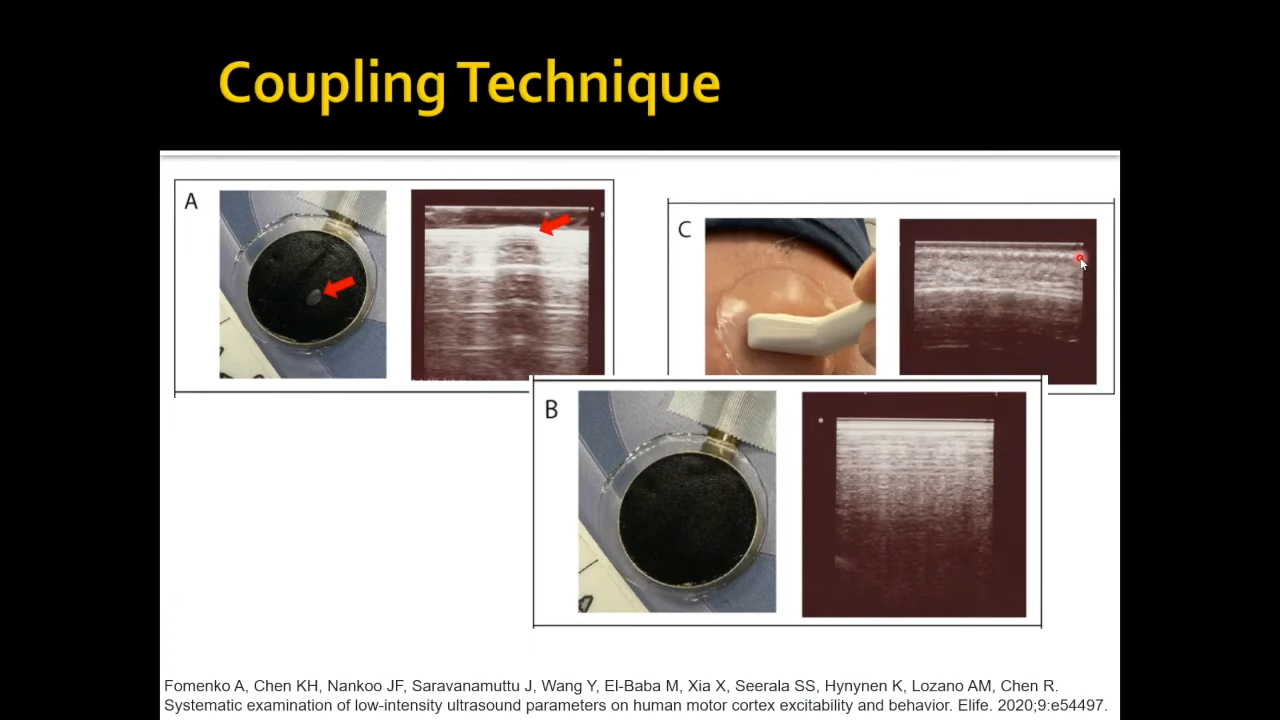 Coupling Technique
A
C
B
Fomenko A, Chen KH, Nankoo JF, Saravanamuttu J, Wang Y, El-Baba M, Xia X, Seerala SS, Hynynen K, Lozano AM, Chen R.
Systematic examination of low-intensity ultrasound parameters on human motor cortex excitability and behavior. Elife. 2020;9:e54497.